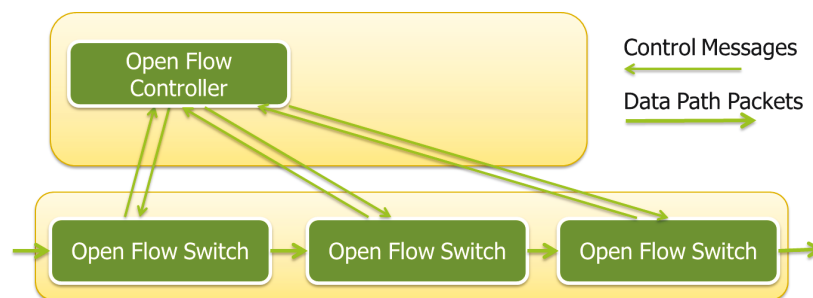 Open Flow
Controller
Control Messages
Data Path Packets
Open Flow Switch
Open Flow Switch
Open Flow Switch